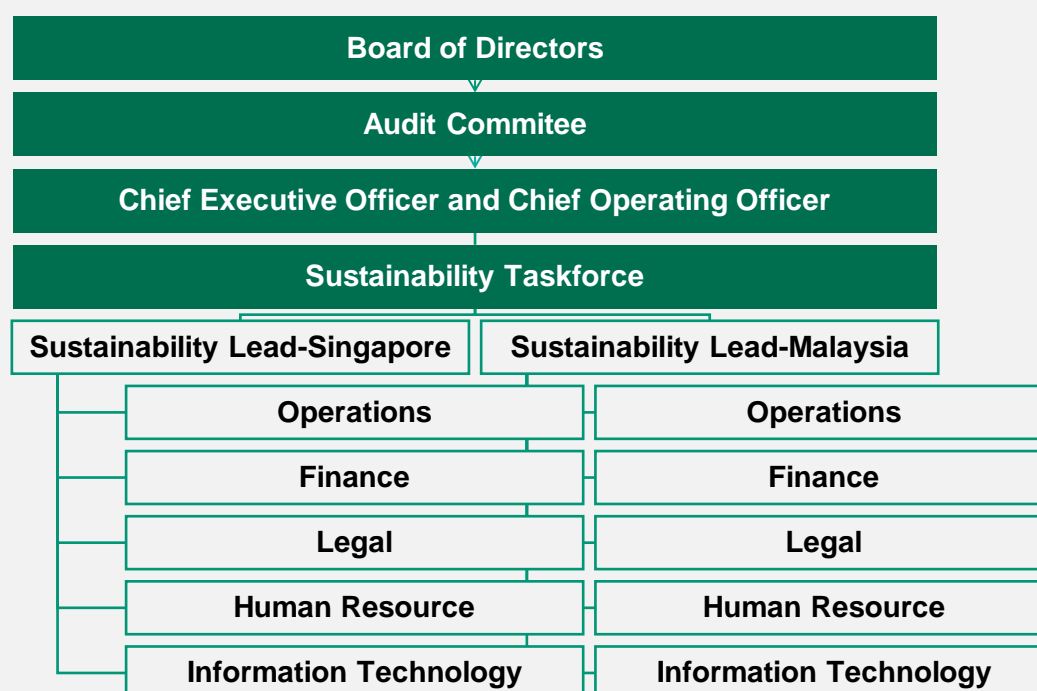 Board of Directors
Audit Commitee
Chief Executive Officer and Chief Operating Officer
Sustainability Taskforce
Sustainability Lead-Singapore
Operations
Finance
Legal
Human Resource
Information Technology
Sustainability Lead-Malaysia
Operations
Finance
Legal
Human Resource
Information Technology